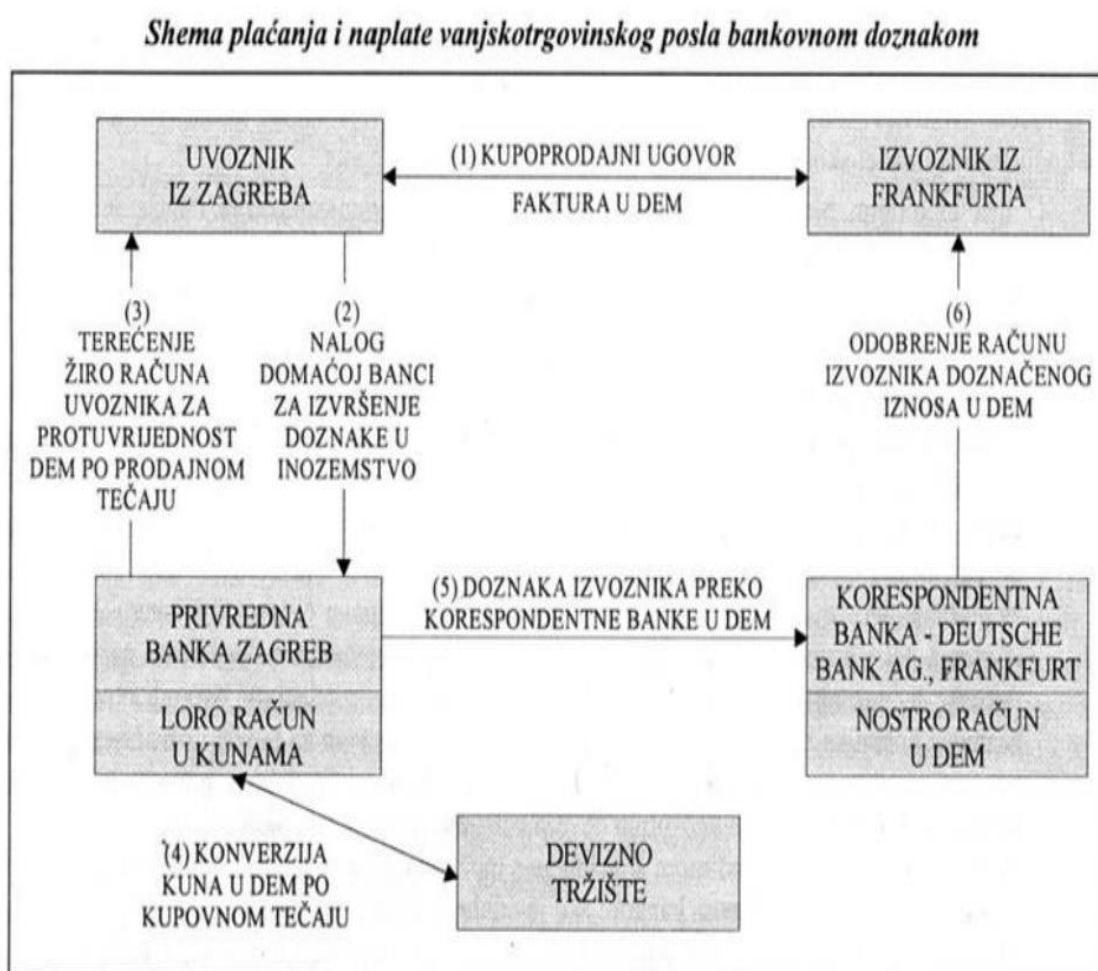 Shema plaćanja i naplate vanjskotrgovinskog posla bankovnom doznakom
UVOZNIK
IZ ZAGREBA
(1) KUPOPRODAJNI UGOVOR
FAKTURA U DEM
IZVOZNIK IZ
FRANKFURTA
(3)
TEREĆENJE
ŽIRO RAČUNA
UVOZNIKA ZA
PROTUVRIJEDNOST
DEM PO PRODAJNOM
TEČAJU
(2)
NALOG
DOMAĆOJ BANCI
ZA IZVRŠENJE
DOZNAKE U
INOZEMSTVO
(6)
ODOBRENJE RAČUNU
IZVOZNIKA DOZNAČENOG
IZNOSA U DEM
PRIVREDNA
BANKA ZAGREB
LORO RAČUN
U KUNAMA
(5) DOZNAKA IZVOZNIKA PREKO
KORESPONDENTNE BANKE U DEM
KORESPONDENTNA
BANKA - DEUTSCHE
BANK AG., FRANKFURT
NOSTRO RAČUN
U DEM
(4) KONVERZIJA
KUNA U DEM PO
KUPOVNOM TEČAJU
DEVIZNO
TRŽIŠTE